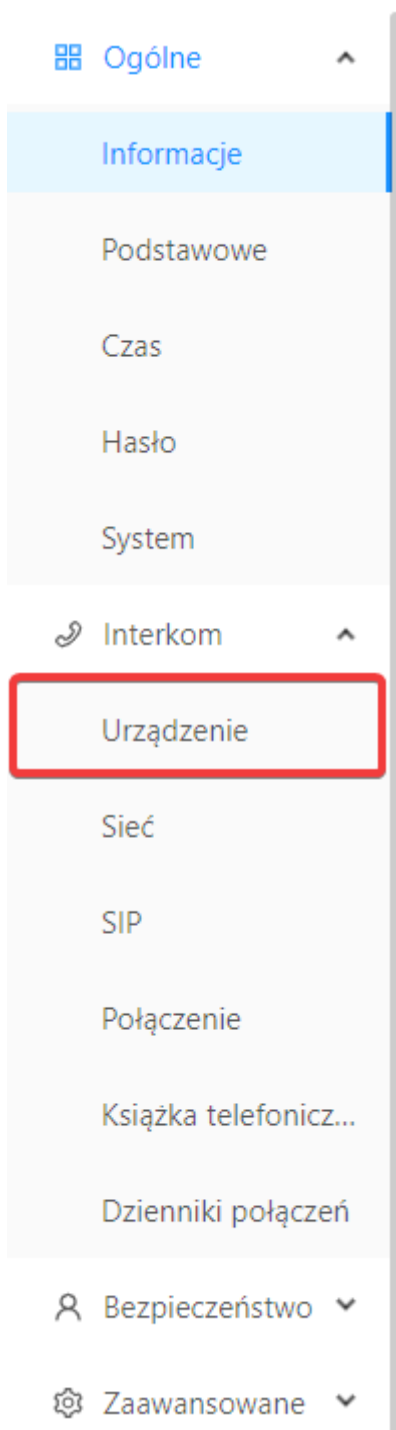 Ogólne
Informacje
Podstawowe
Czas
Hasło
System
Interkom
Urządzenie
Sieć
SIP
Połączenie
Książka telefonicz...
Dzienniki połączeń
Bezpieczeństwo
Zaawansowane